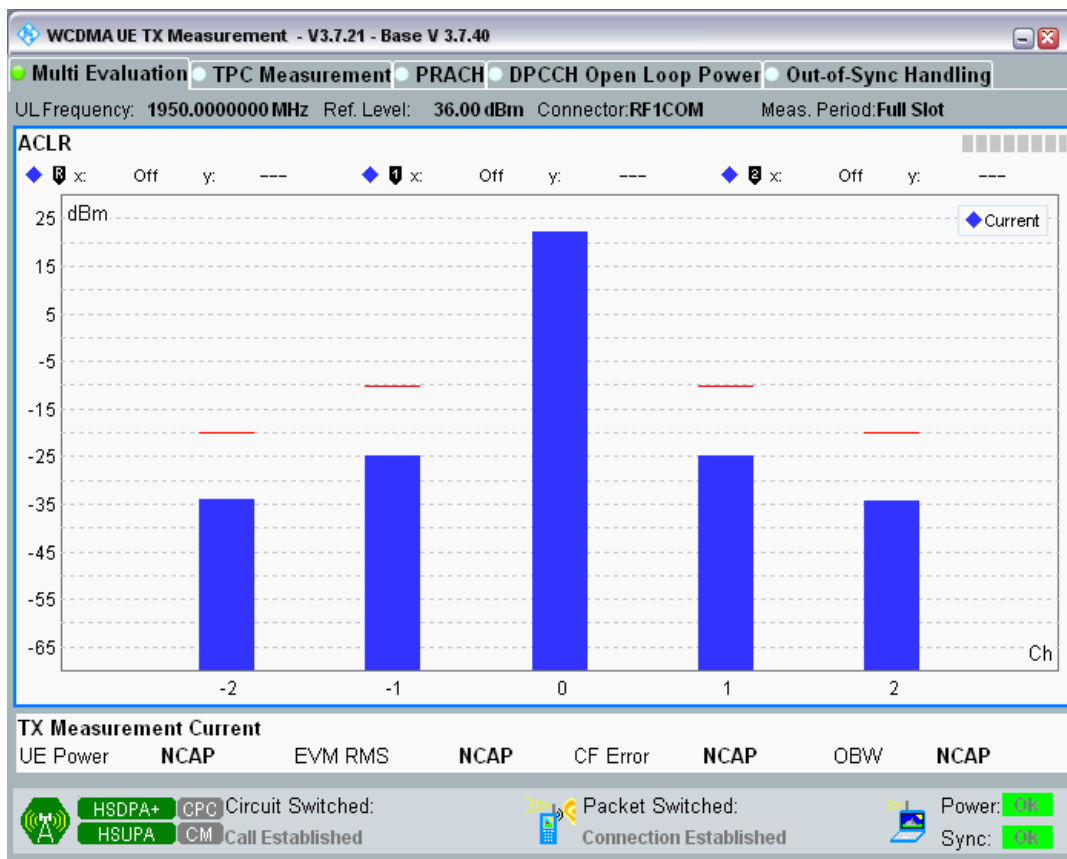 WCDMA UE TX Measurement - V3.7.21 - Base V 3.7.40
Multi Evaluation TPC Measurement PRACH DPCCH Open Loop Power Out-of-Sync Handling
UL Frequency: 1950.0000000 MHz Ref. Level: 36.00 dBm Connector:RF1COM Meas. Period:Full Slot
ACLR
R x: Off y: --- 1 x: Off y: --- 2 x: Off y: ---
dBm
Current
25
15
5
-5
-15
-25
-35
-45
-55
-65
Ch
-2 -1 0 1 2
TX Measurement Current
UE Power NCAP EVM RMS NCAP CF Error NCAP OBW NCAP
HSDPA+ CPC Circuit Switched: Packet Switched: Power: OK
HSUPA CM Call Established Connection Established Sync: OK